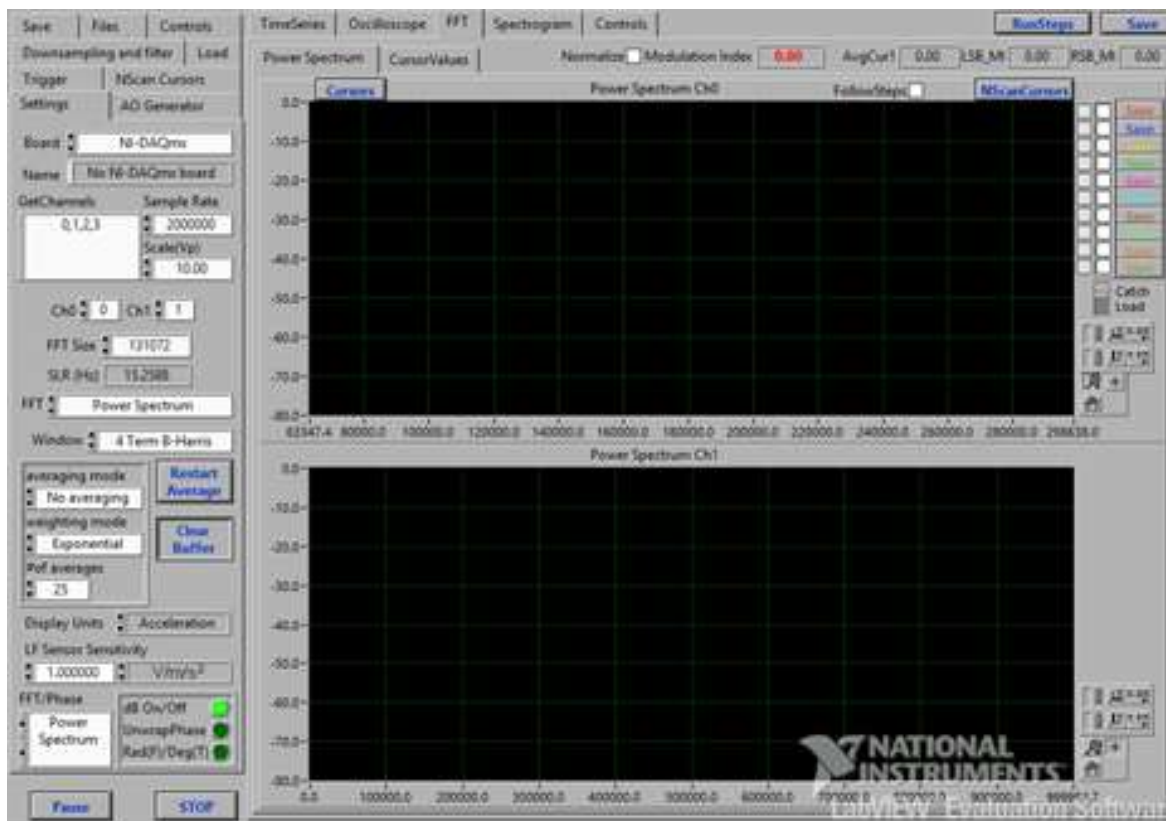 Save Files Controls
Downsampling and filter Load
Trigger NScan Cursors
Settings AO Generator
Board NI-DAQmx
Name No NI-DAQmx board
GetChannels Sample Rate
0,1,2,3 2000000
Scale(Vp)
10.00
Ch0 0 Ch1 1
FFT Size 131072
SLR (Hz) 15.2588
FFT Power Spectrum
Window 4 Term B-Harris
averaging mode
No averaging
Restart
Average
weighting mode
Exponential
Clear
Buffer
#of averages
25
Display Units Acceleration
LF Sensor Sensitivity
1.000000 V/m/s²
FFT/Phase
Power
Spectrum
dB On/Off
UnwrapPhase
Rad(F)/Deg(T)
Pause STOP
TimeSeries Oscilloscope FFT Spectrogram Controls RunSteps Save
Power Spectrum CursorValues Normalize Modulation Index 0.00 AvgCur1 0.00 LSB_MI 0.00 RSB_MI 0.00
Cursors Power Spectrum Ch0 FollowSteps NScanCursors
0.0
-10.0
-20.0
-30.0
-40.0
-50.0
-60.0
-70.0
-80.0
80000.0 100000.0 120000.0 140000.0 160000.0 180000.0 200000.0 220000.0 240000.0 260000.0 280000.0
Save
Save
Catch
Load
Power Spectrum Ch1
0.0
-10.0
-20.0
-30.0
-40.0
-50.0
-60.0
-70.0
-80.0
0.0 100000.0 200000.0 300000.0 400000.0 500000.0 600000.0 700000.0 900000.0
NATIONAL
INSTRUMENTS
LabVIEW Evaluation Software